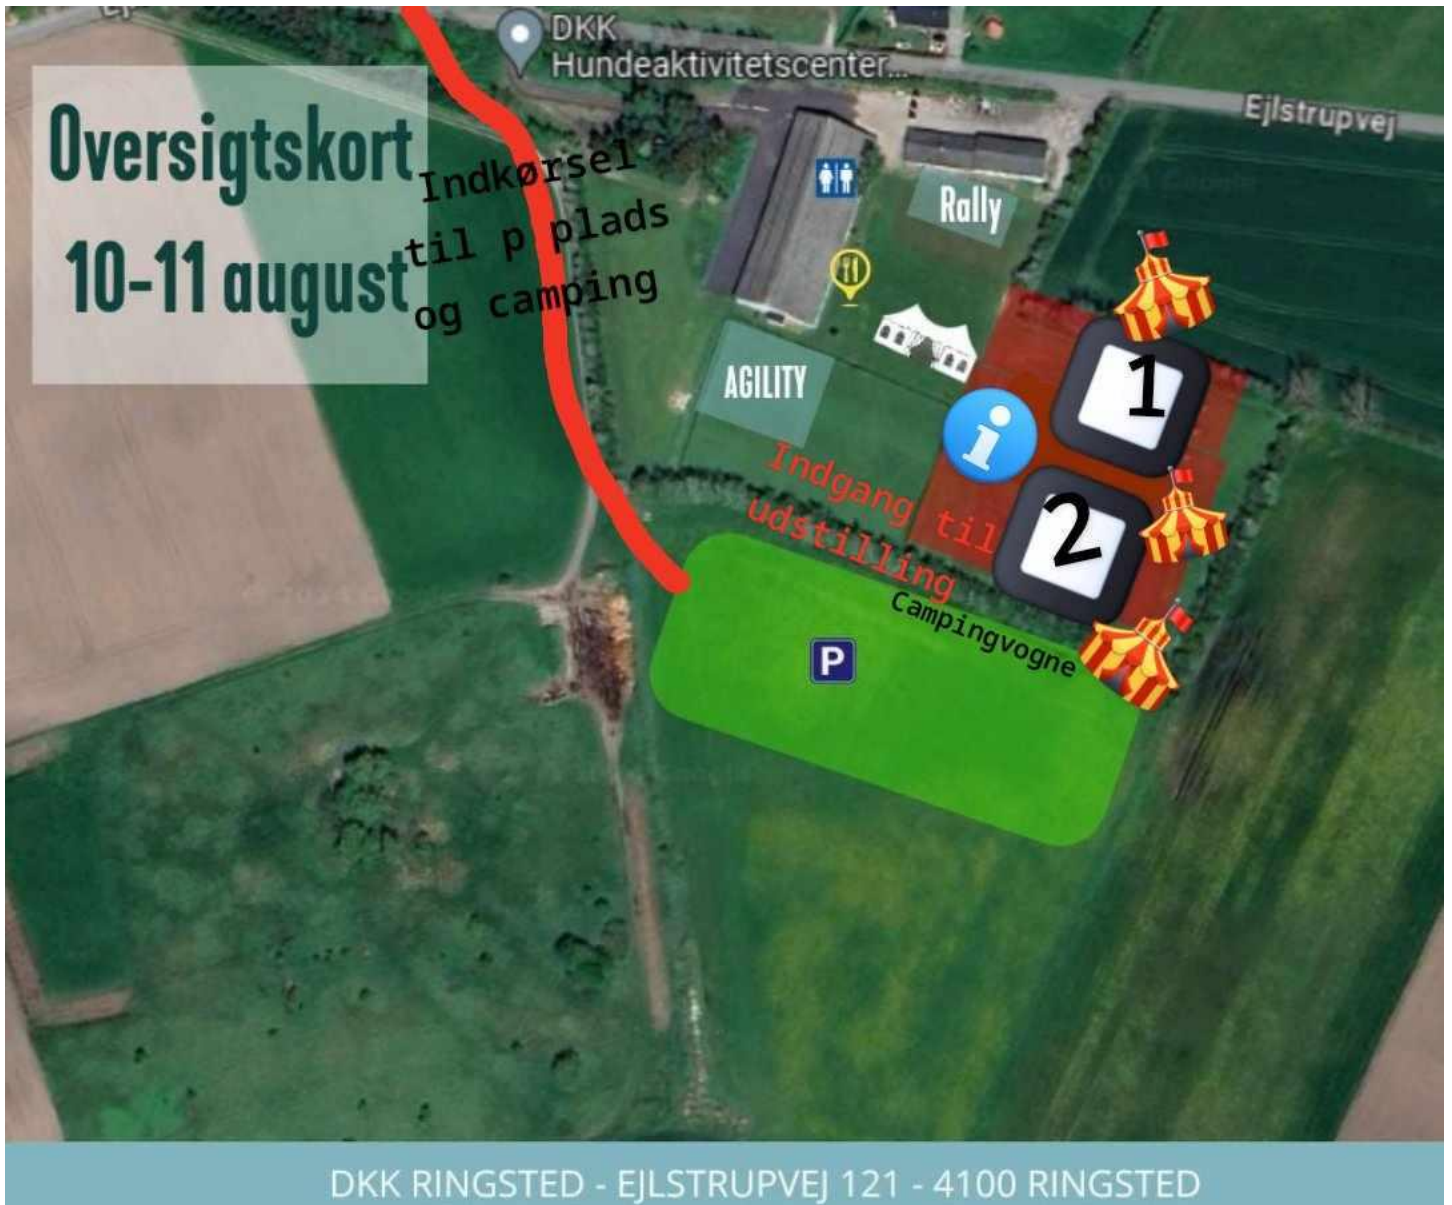 DKK
Hundeaktivitetscenter...
Ejlstrupvej
Oversigtskort
10-11 august
Indkørsel
til p plads
og camping
Rally
AGILITY
1
2
Indgang til
udstilling
Campingvogne
P
DKK RINGSTED - EJLSTRUPVEJ 121 - 4100 RINGSTED